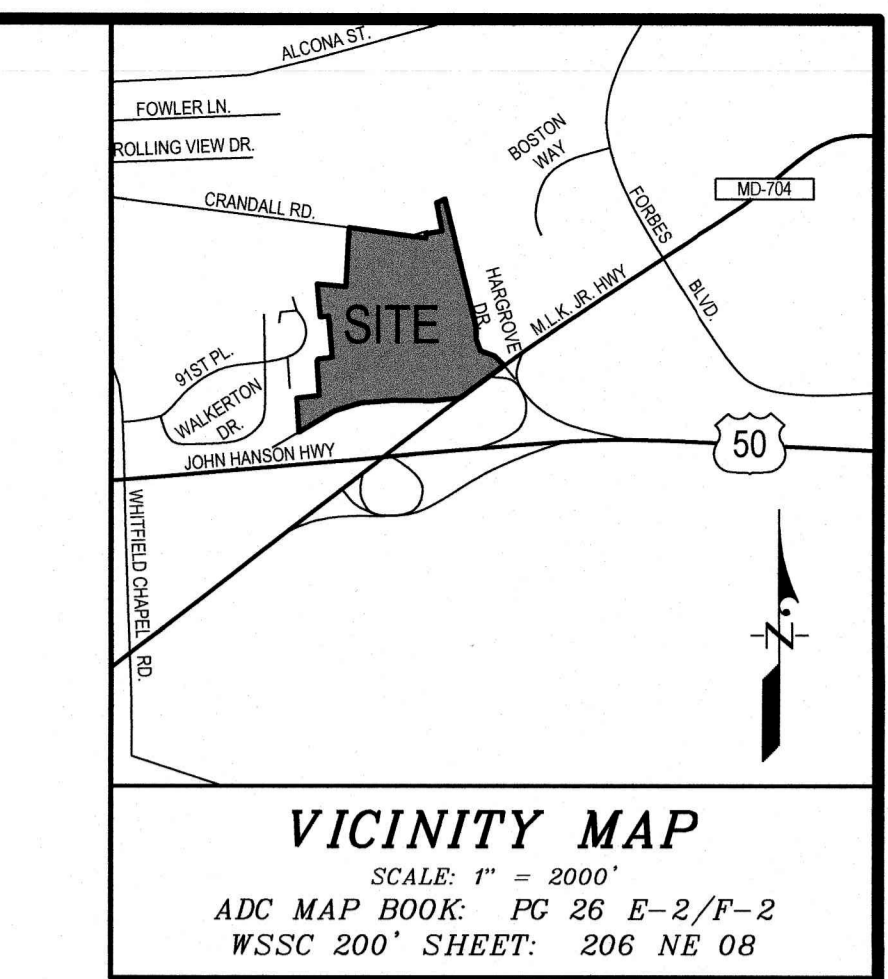 ALCONA ST.
FOWLER LN.
ROLLING VIEW DR.
CRANDALL RD.
BOSTON
WAY
FORBES
BLVD.
MD-704
HARGROVE
DR.
M.L.K. JR. HWY
SITE
91ST PL.
WALKERTON
DR.
JOHN HANSON HWY
50
WHITFIELD CHAPEL RD.
N
VICINITY MAP
SCALE: 1" = 2000'
ADC MAP BOOK: PG 26 E-2/F-2
WSSC 200' SHEET: 206 NE 08